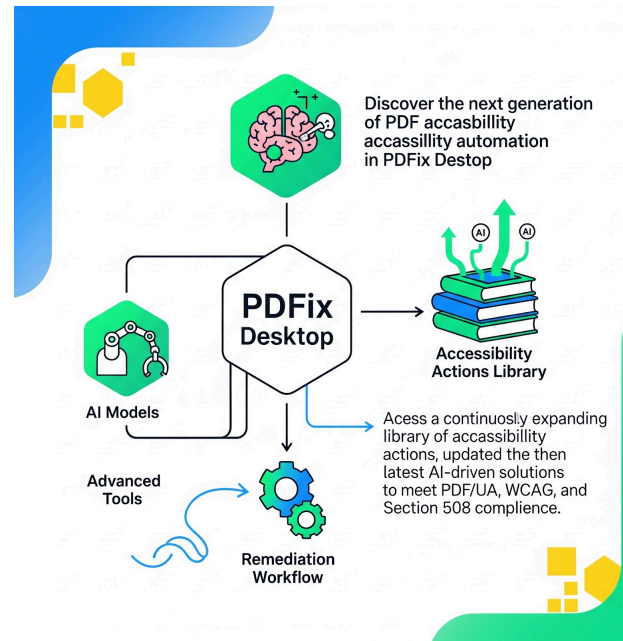 Discover the next generation
of PDF accasbillity
accassillity automation
in PDFix Destop
AI
AI
PDFix
Desktop
Accessibility
Actions Library
AI Models
Acess a continuosly expanding
library of accassibility
actions, updated the then
latest AI-driven solutions
to meet PDF/UA, WCAG, and
Section 508 complience.
Advanced
Tools
Remediation
Workflow